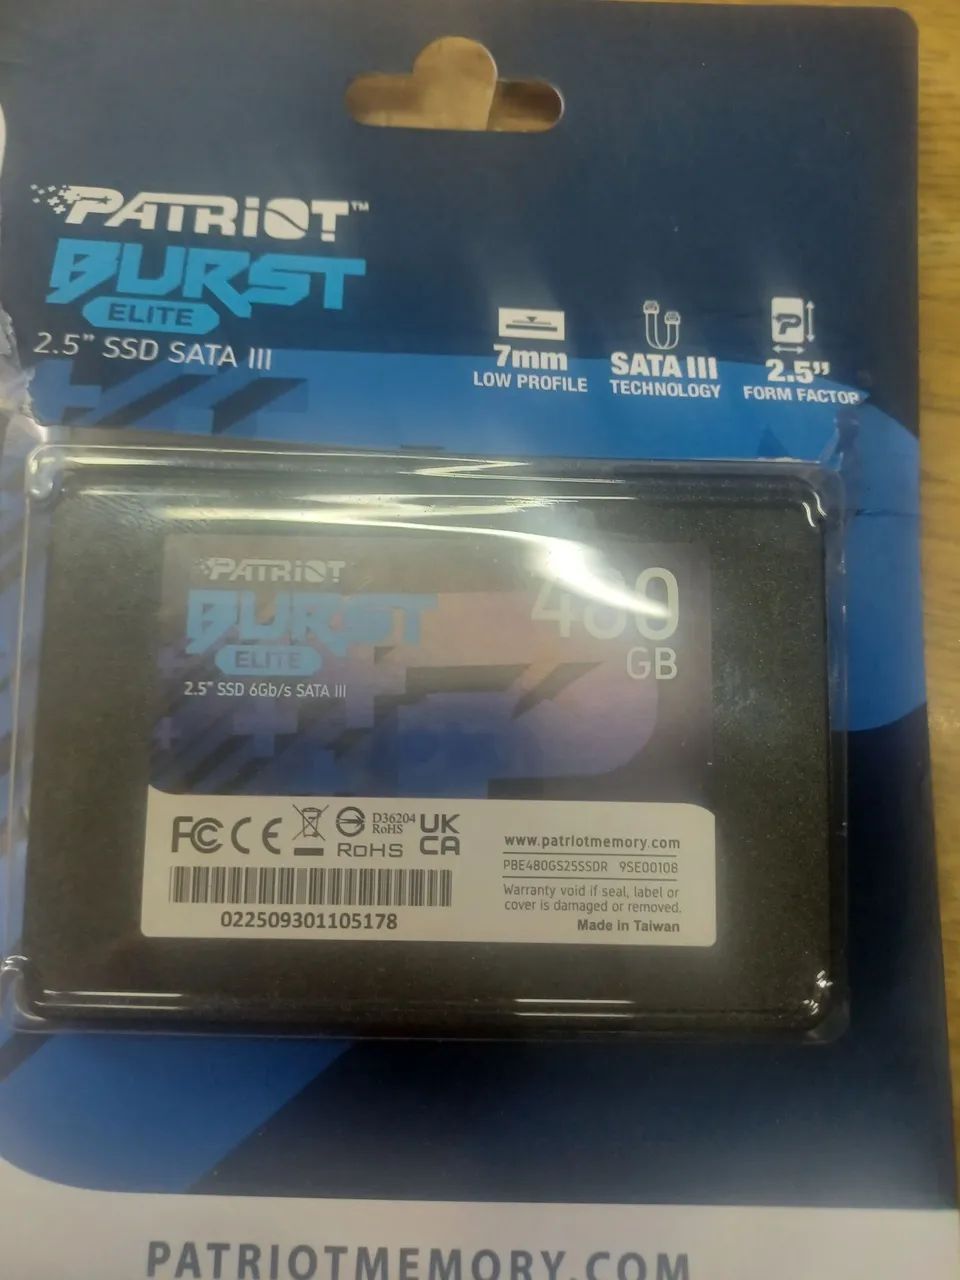 PATRIOT™
BURST
ELITE
2.5” SSD SATA III
7mm
LOW PROFILE
SATA III
TECHNOLOGY
2.5”
FORM FACTOR
PATRIOT
BURST
ELITE
2.5” SSD 6Gb/s SATA III
480
GB
FC CE D36204 RoHS RoHS UK CA
022509301105178
www.patriotmemory.com
PBE480GS25SSDR 9SE00108
Warranty void if seal, label or
cover is damaged or removed.
Made in Taiwan
PATRIOTMEMORY.COM